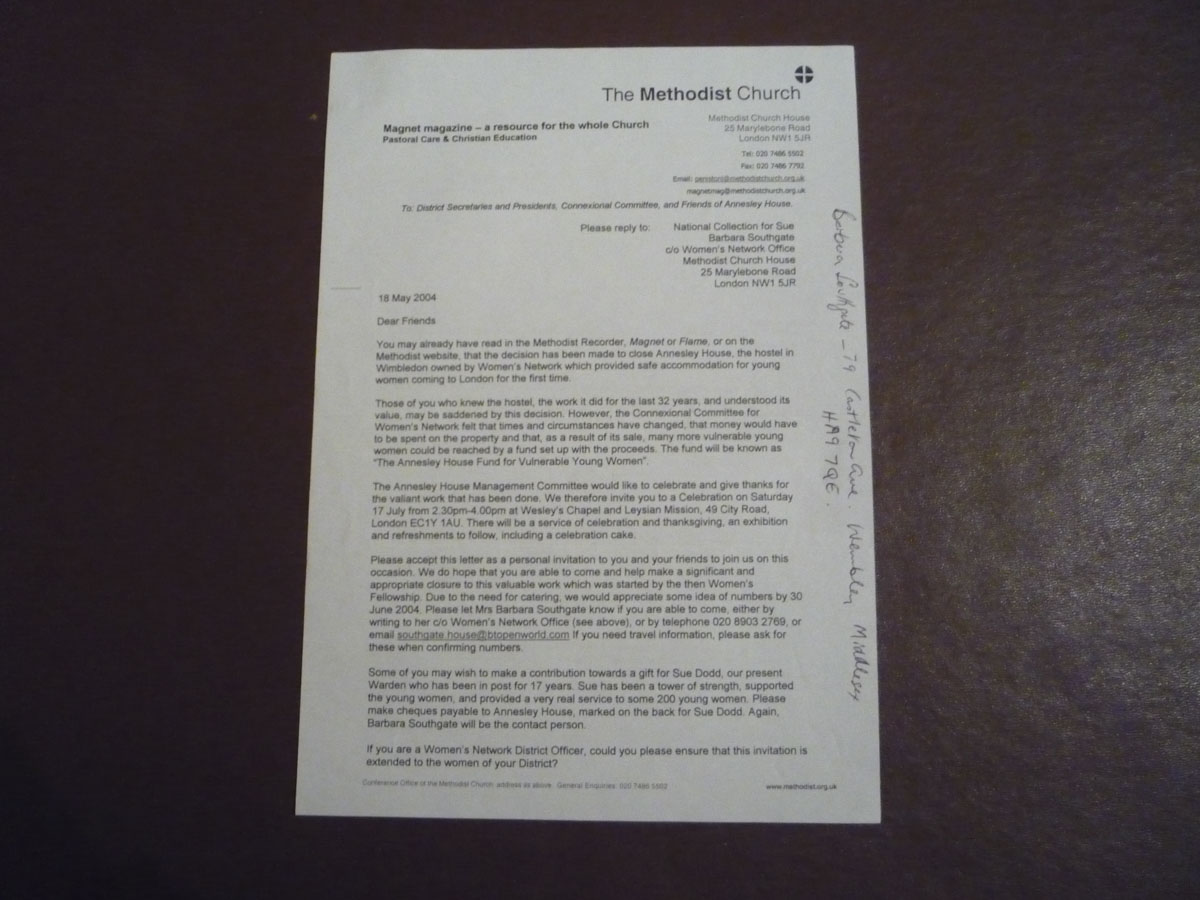 The Methodist Church
Magnet magazine – a resource for the whole Church
Pastoral Care & Christian Education
Methodist Church House
25 Marylebone Road
London NW1 5JR
Tel: 020 7486 5502
Fax: 020 7486 7792
Email:
magnetmag@methodistchurch.org.uk
To: District Secretaries and Presidents, Connexional Committee, and Friends of Annesley House.
Please reply to: National Collection for Sue
Barbara Southgate
c/o Women's Network Office
Methodist Church House
25 Marylebone Road
London NW1 5JR
18 May 2004
Dear Friends
You may already have read in the Methodist Recorder, Magnet or Flame, or on the
Methodist website, that the decision has been made to close Annesley House, the hostel in
Wimbledon owned by Women's Network which provided safe accommodation for young
women coming to London for the first time.
Those of you who knew the hostel, the work it did for the last 32 years, and understood its
value, may be saddened by this decision. However, the Connexional Committee for
Women's Network felt that times and circumstances have changed, that money would have
to be spent on the property and that, as a result of its sale, many more vulnerable young
women could be reached by a fund set up with the proceeds. The fund will be known as
"The Annesley House Fund for Vulnerable Young Women".
The Annesley House Management Committee would like to celebrate and give thanks for
the valiant work that has been done. We therefore invite you to a Celebration on Saturday
17 July from 2.30pm-4.00pm at Wesley's Chapel and Leysian Mission, 49 City Road,
London EC1Y 1AU. There will be a service of celebration and thanksgiving, an exhibition
and refreshments to follow, including a celebration cake.
Please accept this letter as a personal invitation to you and your friends to join us on this
occasion. We do hope that you are able to come and help make a significant and
appropriate closure to this valuable work which was started by the then Women's
Fellowship. Due to the need for catering, we would appreciate some idea of numbers by 30
June 2004. Please let Mrs Barbara Southgate know if you are able to come, either by
writing to her c/o Women's Network Office (see above), or by telephone 020 8903 2769, or
email southgate.house@btopenworld.com If you need travel information, please ask for
these when confirming numbers.
Some of you may wish to make a contribution towards a gift for Sue Dodd, our present
Warden who has been in post for 17 years. Sue has been a tower of strength, supported
the young women, and provided a very real service to some 200 young women. Please
make cheques payable to Annesley House, marked on the back for Sue Dodd. Again,
Barbara Southgate will be the contact person.
If you are a Women's Network District Officer, could you please ensure that this invitation is
extended to the women of your District?
Conference Office of the Methodist Church: address as above General Enquiries: 020 7486 5502
www.methodist.org.uk
Barbara Southgate – 79 Castleton Ave. Wembley Middlesex
HA9 7QE.